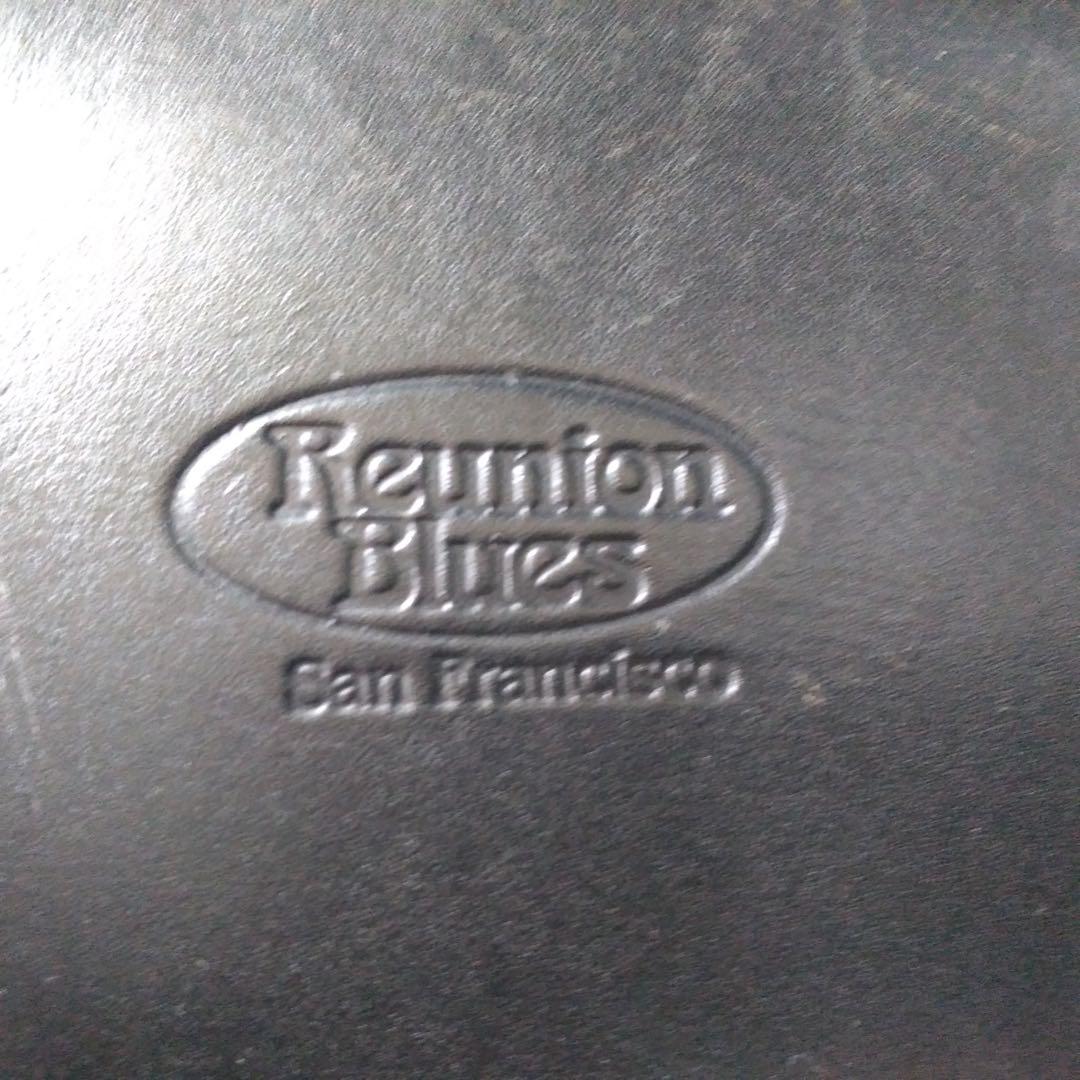 Reunion
Blues
San Francisco